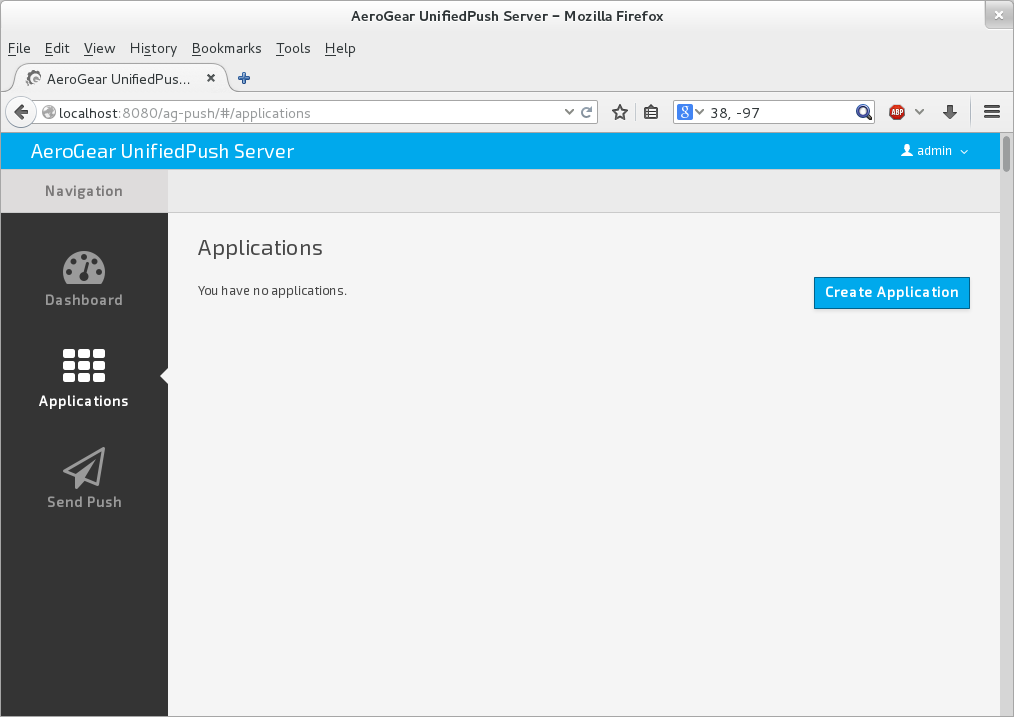 AeroGear UnifiedPush Server – Mozilla Firefox
File Edit View History Bookmarks Tools Help
AeroGear UnifiedPus...
localhost:8080/ag-push/#/applications
8
38, -97
ABP
AeroGear UnifiedPush Server
admin
Navigation
Dashboard
Applications
Send Push
Applications
You have no applications.
Create Application